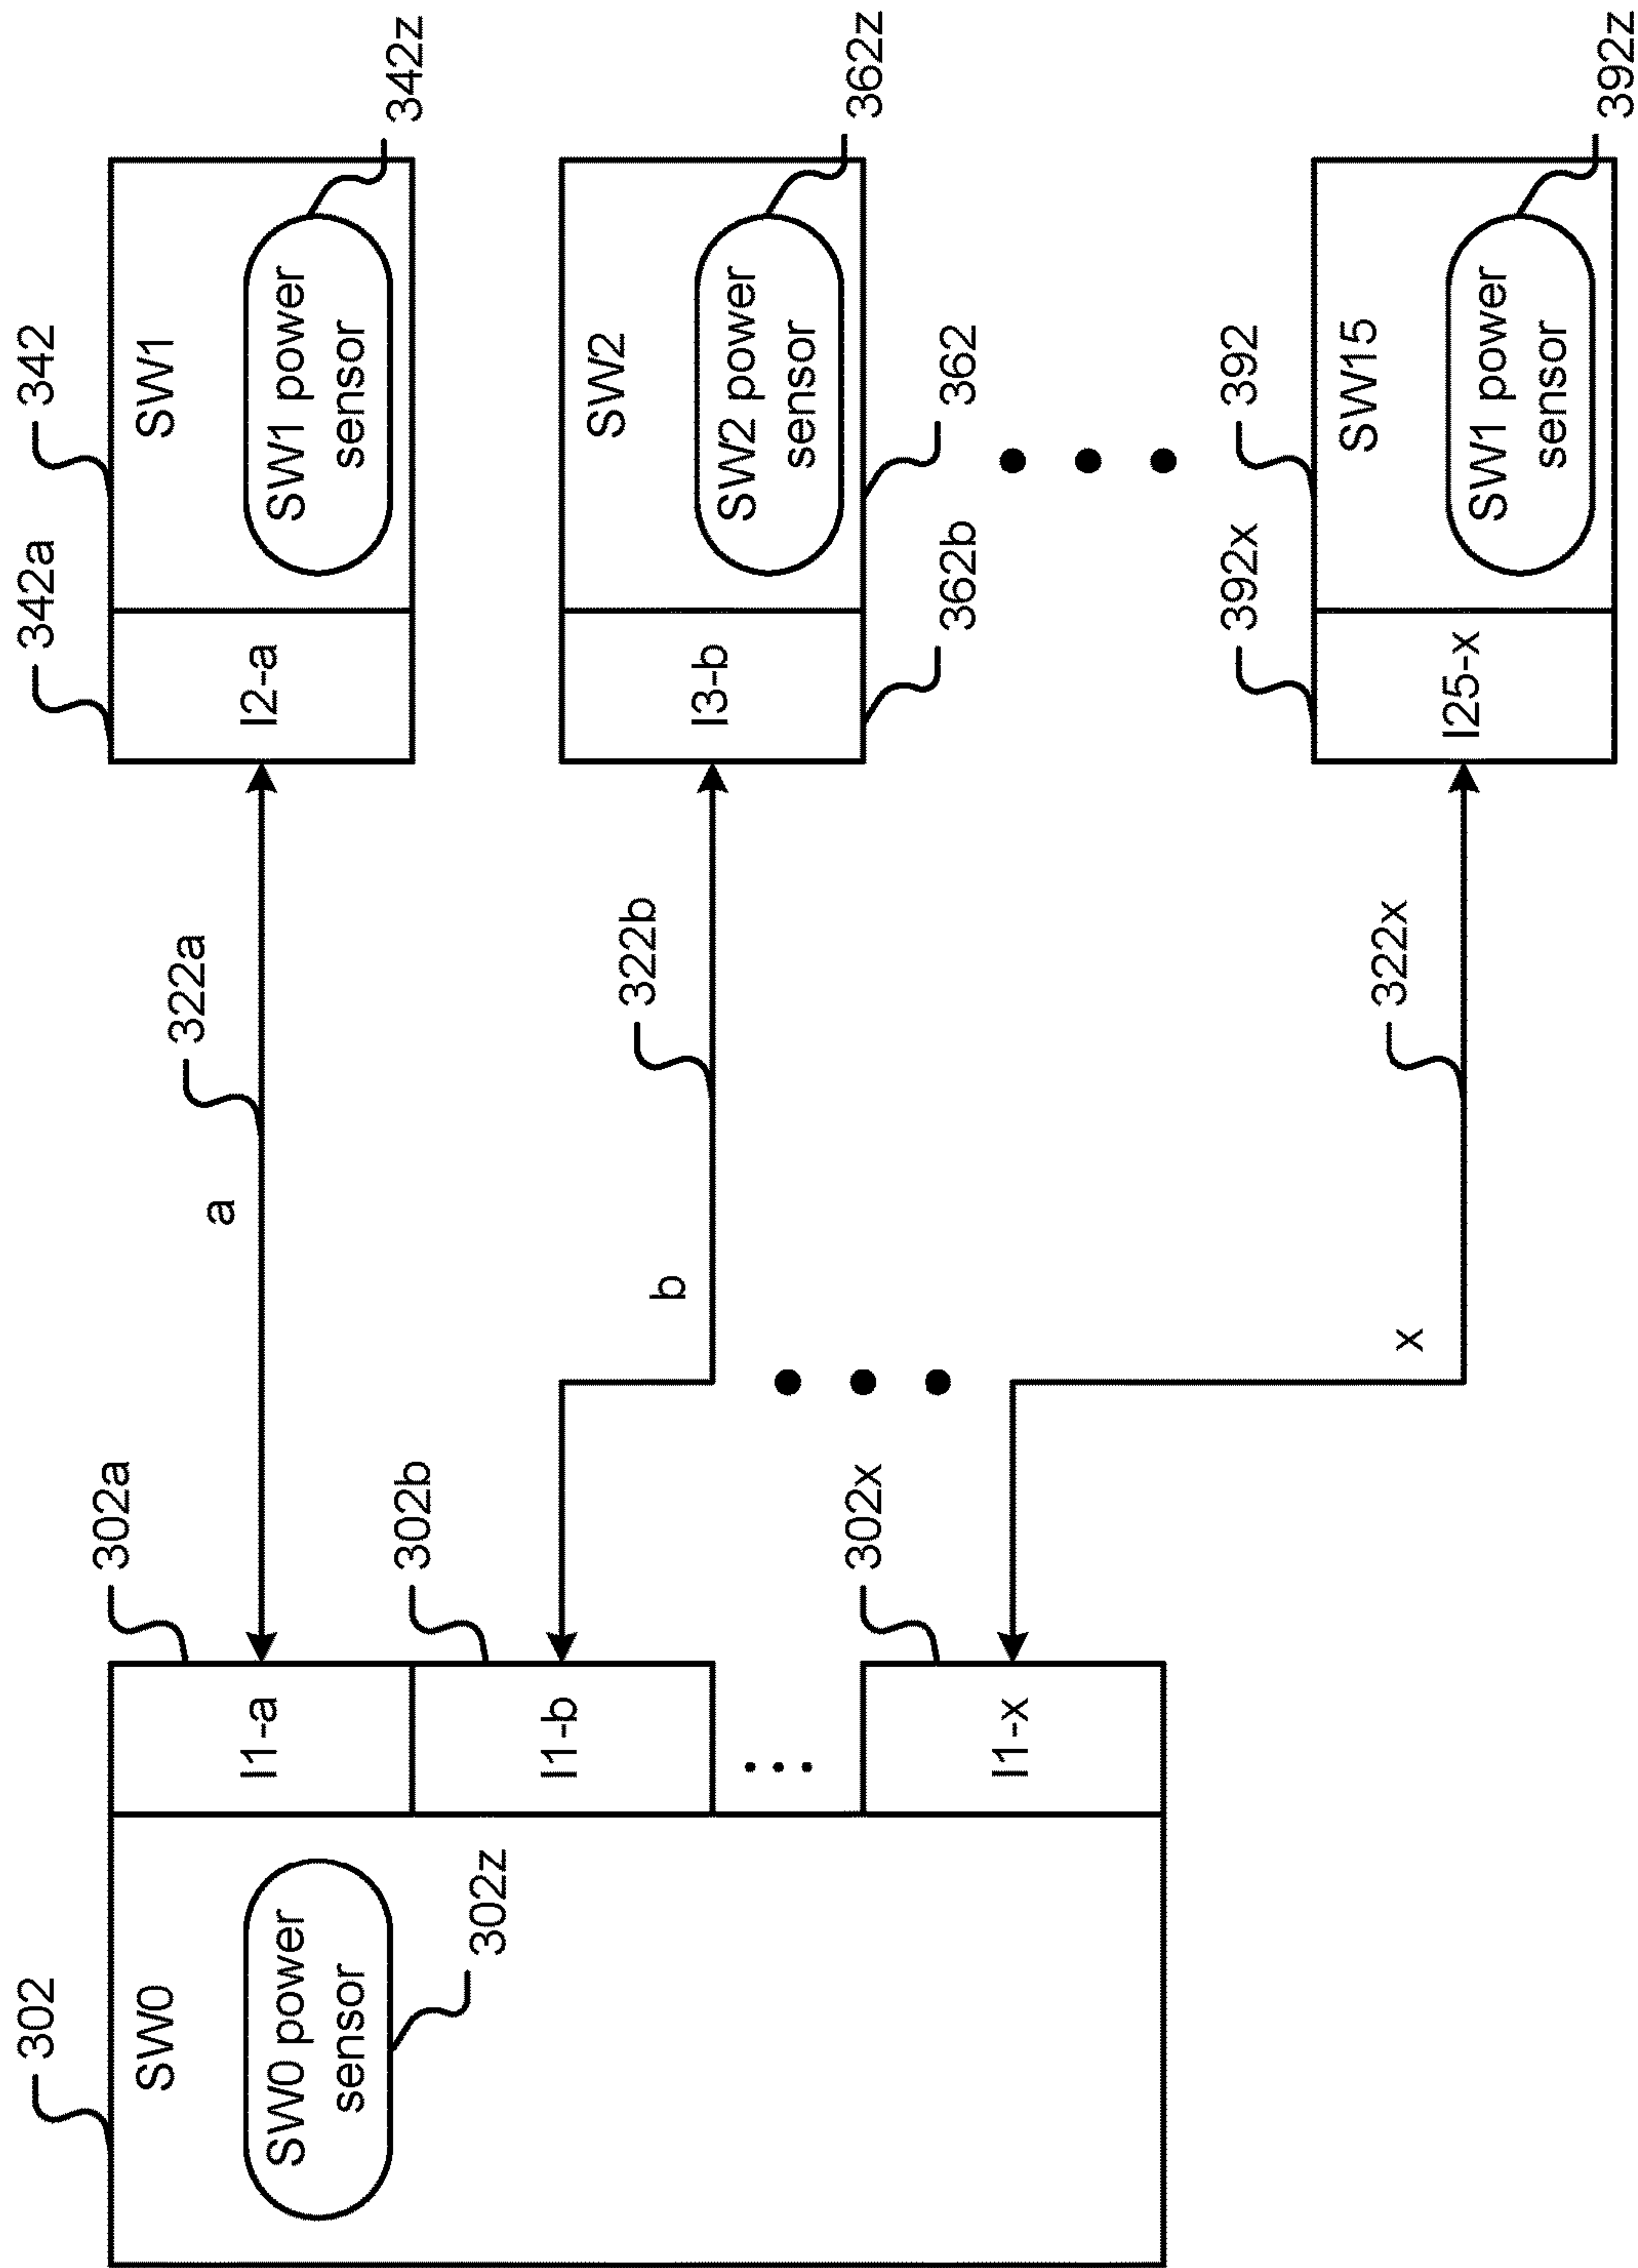 302
SW0
SW0 power
sensor
302z
I1-a
302a
I1-b
302b
I1-x
302x
a
322a
b
322b
x
322x
342a
342
I2-a
SW1
SW1 power
sensor
342z
I3-b
SW2
SW2 power
sensor
362z
362b
362
392x
392
I25-x
SW15
SW1 power
sensor
392z